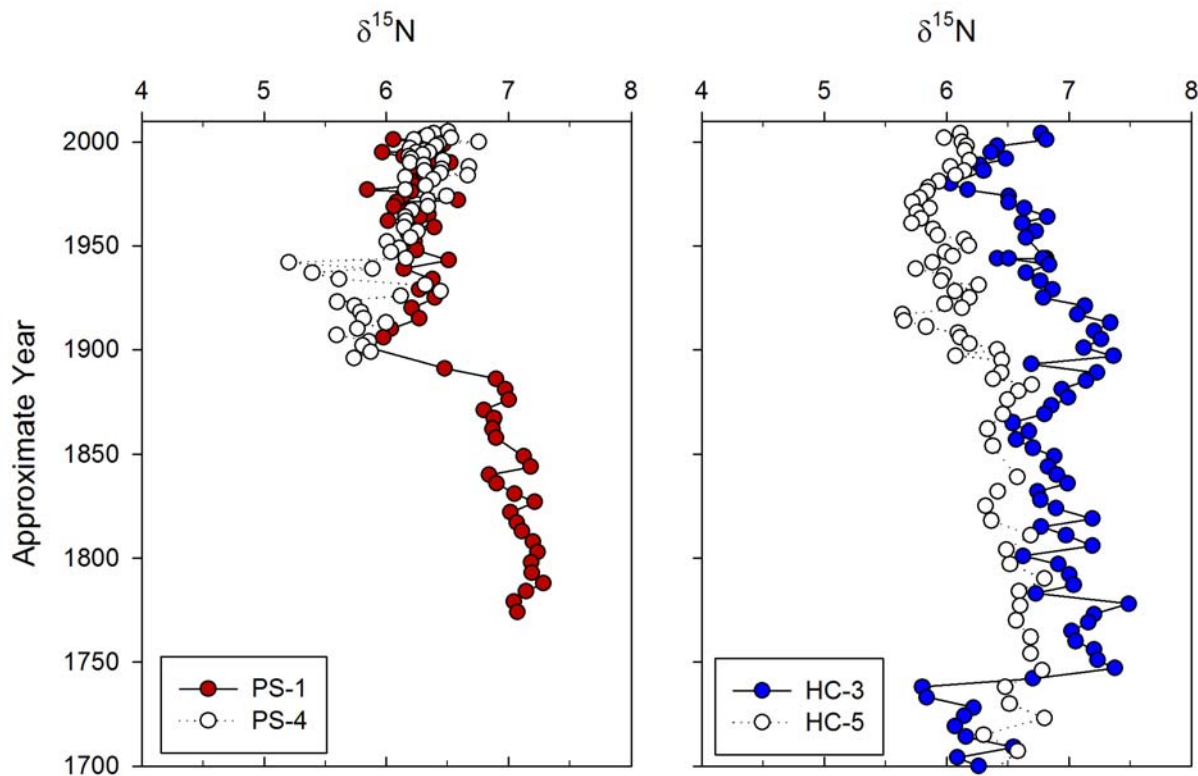 δ15N
4 5 6 7 8
2000
1950
1900
1850
1800
1750
1700
Approximate Year
PS-1
PS-4
δ15N
4 5 6 7 8
HC-3
HC-5